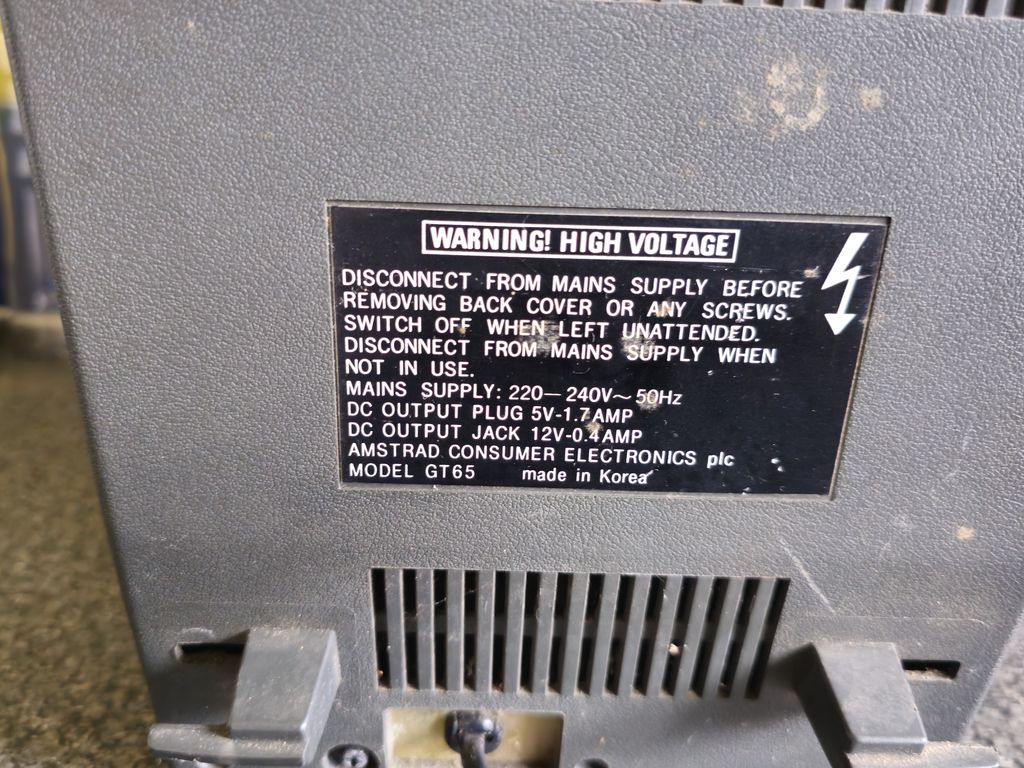 WARNING! HIGH VOLTAGE
DISCONNECT FROM MAINS SUPPLY BEFORE
REMOVING BACK COVER OR ANY SCREWS.
SWITCH OFF WHEN LEFT UNATTENDED.
DISCONNECT FROM MAINS SUPPLY WHEN
NOT IN USE.
MAINS SUPPLY: 220—240V~50Hz
DC OUTPUT PLUG 5V-1.7AMP
DC OUTPUT JACK 12V-0.4AMP
AMSTRAD CONSUMER ELECTRONICS plc
MODEL GT65 made in Korea